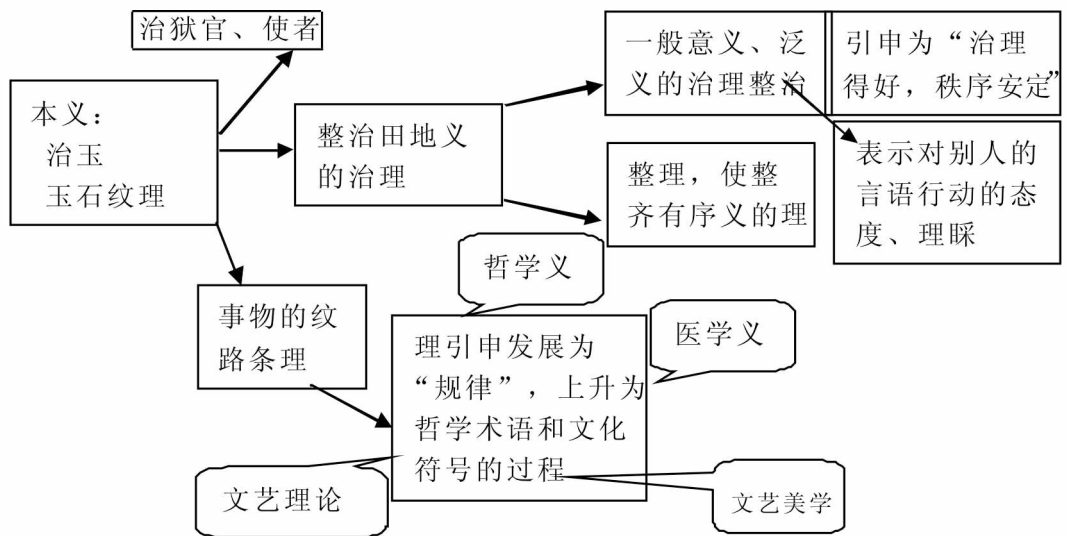 治狱官、使者
本义：
治玉
玉石纹理
整治田地义
的治理
一般意义、泛
义的治理整治
引申为“治理
得好，秩序安定”
整理，使整
齐有序义的理
表示对别人的
言语行动的态
度、理睬
事物的纹
路条理
哲学义
理引申发展为
“规律”，上升为
哲学术语和文化
符号的过程
医学义
文艺理论
文艺美学